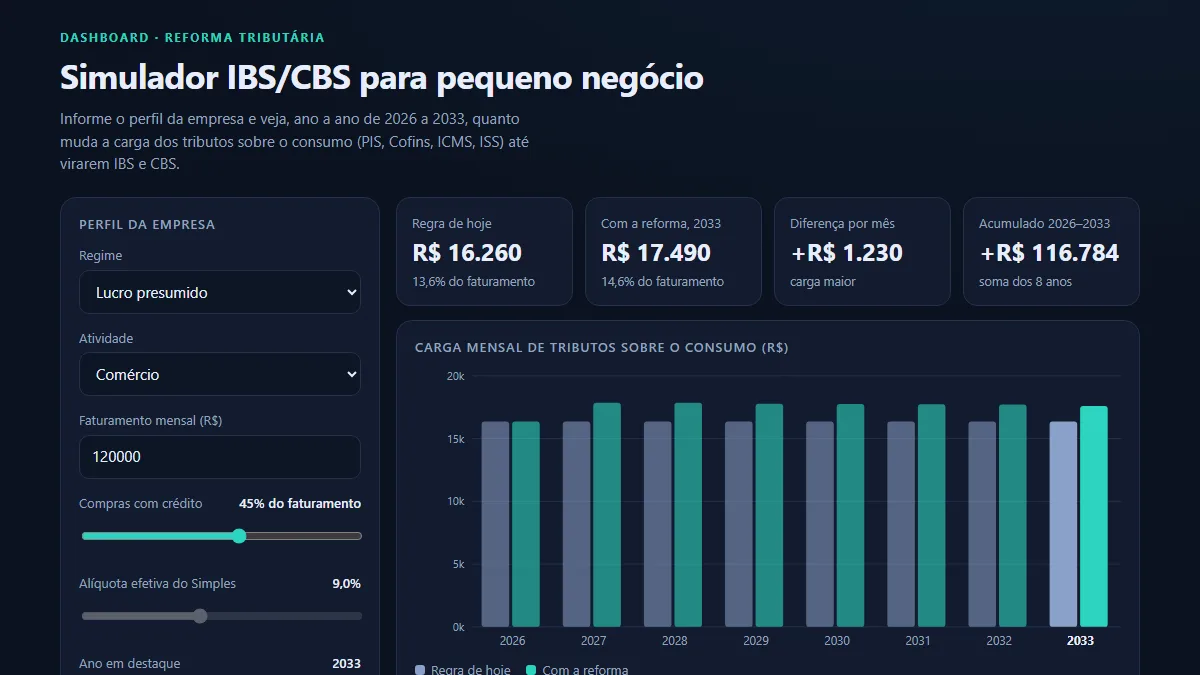 DASHBOARD · REFORMA TRIBUTÁRIA
Simulador IBS/CBS para pequeno negócio
Informe o perfil da empresa e veja, ano a ano de 2026 a 2033, quanto
muda a carga dos tributos sobre o consumo (PIS, Cofins, ICMS, ISS) até
virarem IBS e CBS.
PERFIL DA EMPRESA
Regime
Lucro presumido
Atividade
Comércio
Faturamento mensal (R$)
120000
Compras com crédito 45% do faturamento
Alíquota efetiva do Simples 9,0%
Ano em destaque 2033
Regra de hoje
R$ 16.260
13,6% do faturamento
Com a reforma, 2033
R$ 17.490
14,6% do faturamento
Diferença por mês
+R$ 1.230
carga maior
Acumulado 2026–2033
+R$ 116.784
soma dos 8 anos
CARGA MENSAL DE TRIBUTOS SOBRE O CONSUMO (R$)
20k
15k
10k
5k
0k
2026 2027 2028 2029 2030 2031 2032 2033
Regra de hoje Com a reforma